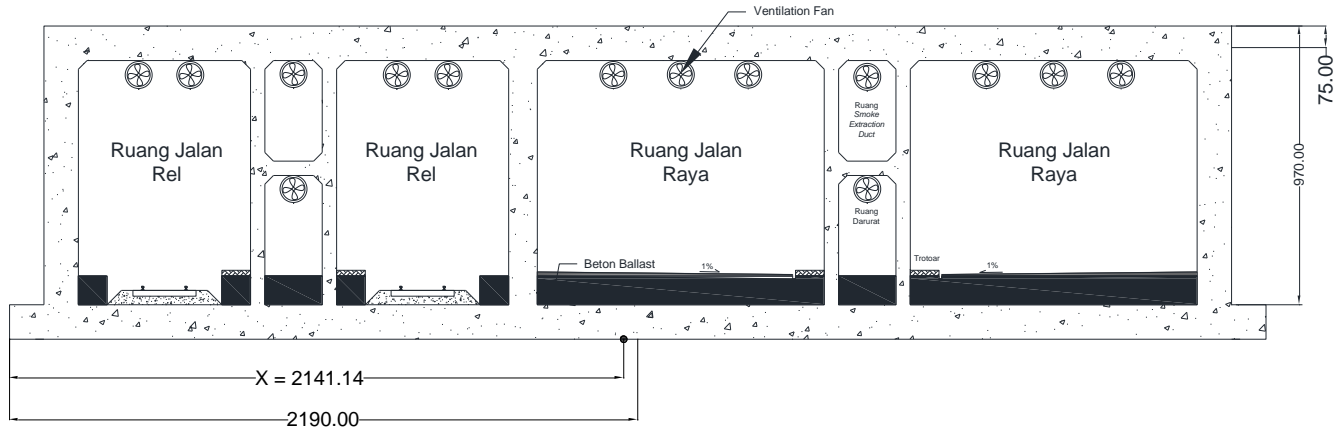 Ventilation Fan
75.00
Ruang
Smoke
Extraction
Duct
Ruang Jalan
Rel
Ruang Jalan
Rel
Ruang Jalan
Raya
Ruang Jalan
Raya
970.00
Ruang
Darurat
Beton Ballast
1%
Trotoar
1%
X = 2141.14
2190.00